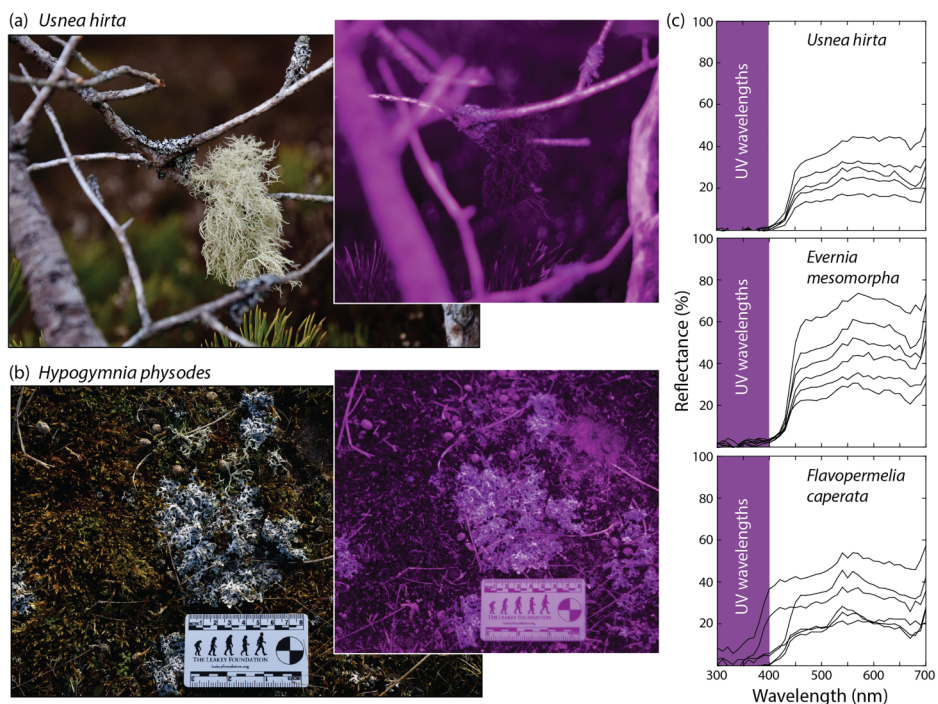 (a) Usnea hirta
(b) Hypogymnia physodes
THE LEAKEY FOUNDATION
leakeyfoundation.org
THE LEAKEY FOUNDATION
(c)
Reflectance (%)
Usnea hirta
UV wavelengths
100
80
60
40
20
Evernia
mesomorpha
UV wavelengths
100
80
60
40
20
Flavopermelia
caperata
UV wavelengths
100
80
60
40
20
300 400 500 600 700
Wavelength (nm)